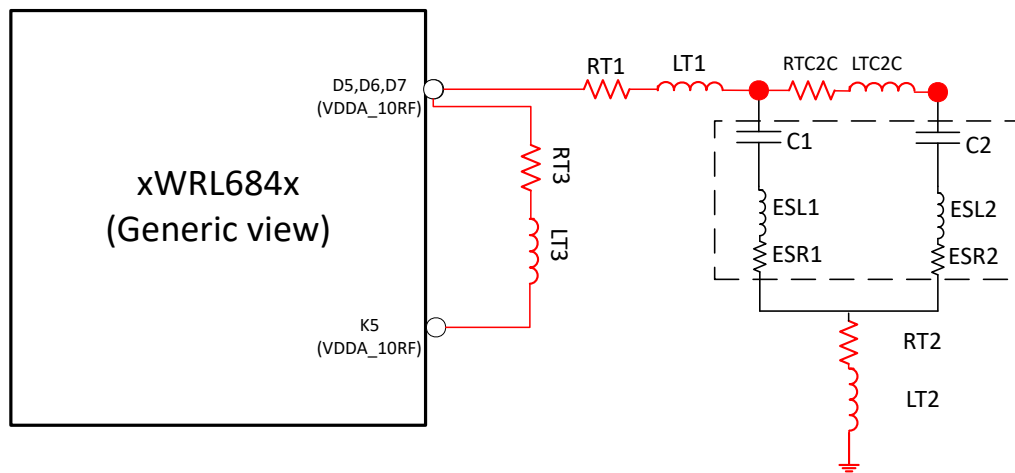 xWRL684x
(Generic view)
D5,D6,D7
(VDDA_10RF)
K5
(VDDA_10RF)
RT3
LT3
RT1
LT1
RTC2C
LTC2C
C1
C2
ESL1
ESL2
ESR1
ESR2
RT2
LT2